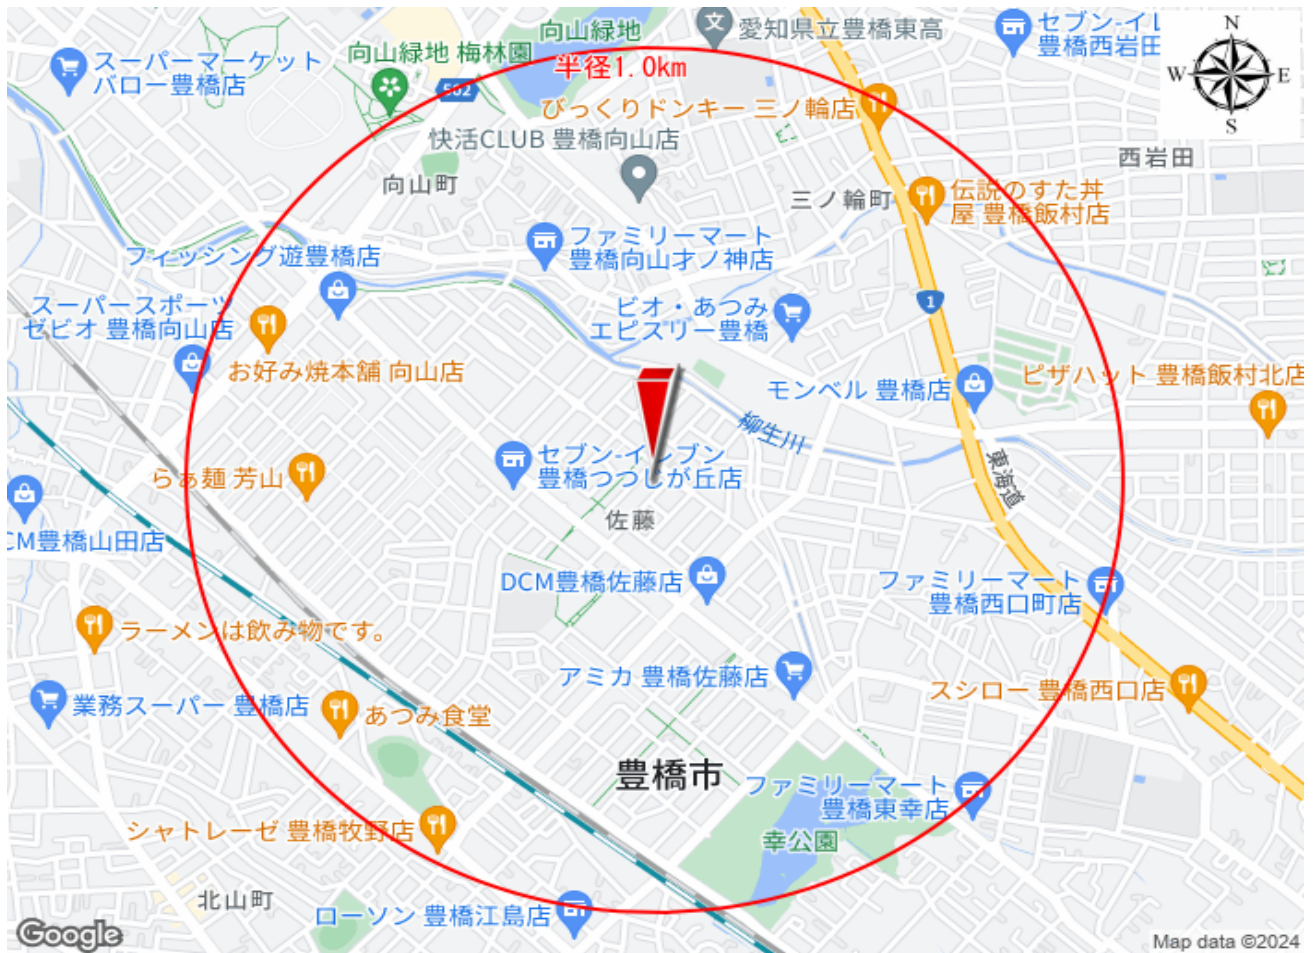 向山緑地
愛知県立豊橋東高
セブン-イレ
豊橋西岩田
N
W
E
S
スーパーマーケット
バロー豊橋店
向山緑地 梅林園
半径1.0km
502
びっくりドンキー 三ノ輪店
快活CLUB 豊橋向山店
西岩田
向山町
三ノ輪町
伝説のすた丼
屋 豊橋飯村店
ファミリーマート
豊橋向山才ノ神店
フィッシング遊豊橋店
スーパースポーツ
ゼビオ 豊橋向山店
ビオ・あつみ
エピスリー豊橋
1
お好み焼本舗 向山店
モンベル 豊橋店
ピザハット 豊橋飯村北店
柳生川
セブン-イレブン
豊橋つつじが丘店
らぁ麺 芳山
東海道
佐藤
CM豊橋山田店
DCM豊橋佐藤店
ファミリーマート
豊橋西口町店
ラーメンは飲み物です。
アミカ 豊橋佐藤店
スシロー 豊橋西口店
業務スーパー 豊橋店
あつみ食堂
豊橋市
ファミリーマート
豊橋東幸店
シャトレーゼ 豊橋牧野店
幸公園
北山町
ローソン 豊橋江島店
Google
Map data ©2024